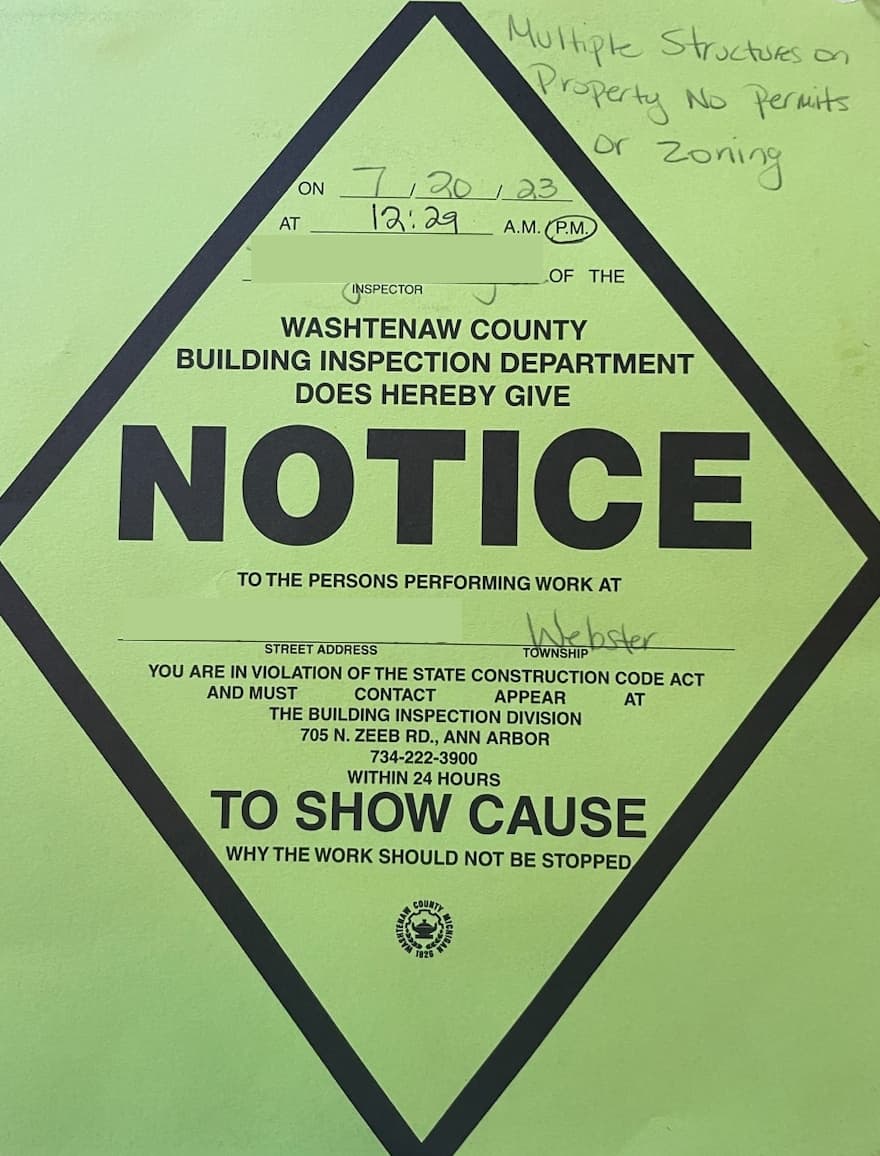 Multiple Structures on
Property No Permits
or Zoning
ON 7 / 20 / 23
AT 12:29 A.M. P.M.
OF THE
INSPECTOR
WASHTENAW COUNTY
BUILDING INSPECTION DEPARTMENT
DOES HEREBY GIVE
NOTICE
TO THE PERSONS PERFORMING WORK AT
Webster
STREET ADDRESS TOWNSHIP
YOU ARE IN VIOLATION OF THE STATE CONSTRUCTION CODE ACT
AND MUST CONTACT APPEAR AT
THE BUILDING INSPECTION DIVISION
705 N. ZEEB RD., ANN ARBOR
734-222-3900
WITHIN 24 HOURS
TO SHOW CAUSE
WHY THE WORK SHOULD NOT BE STOPPED
WASHTENAW COUNTY MICHIGAN
1826